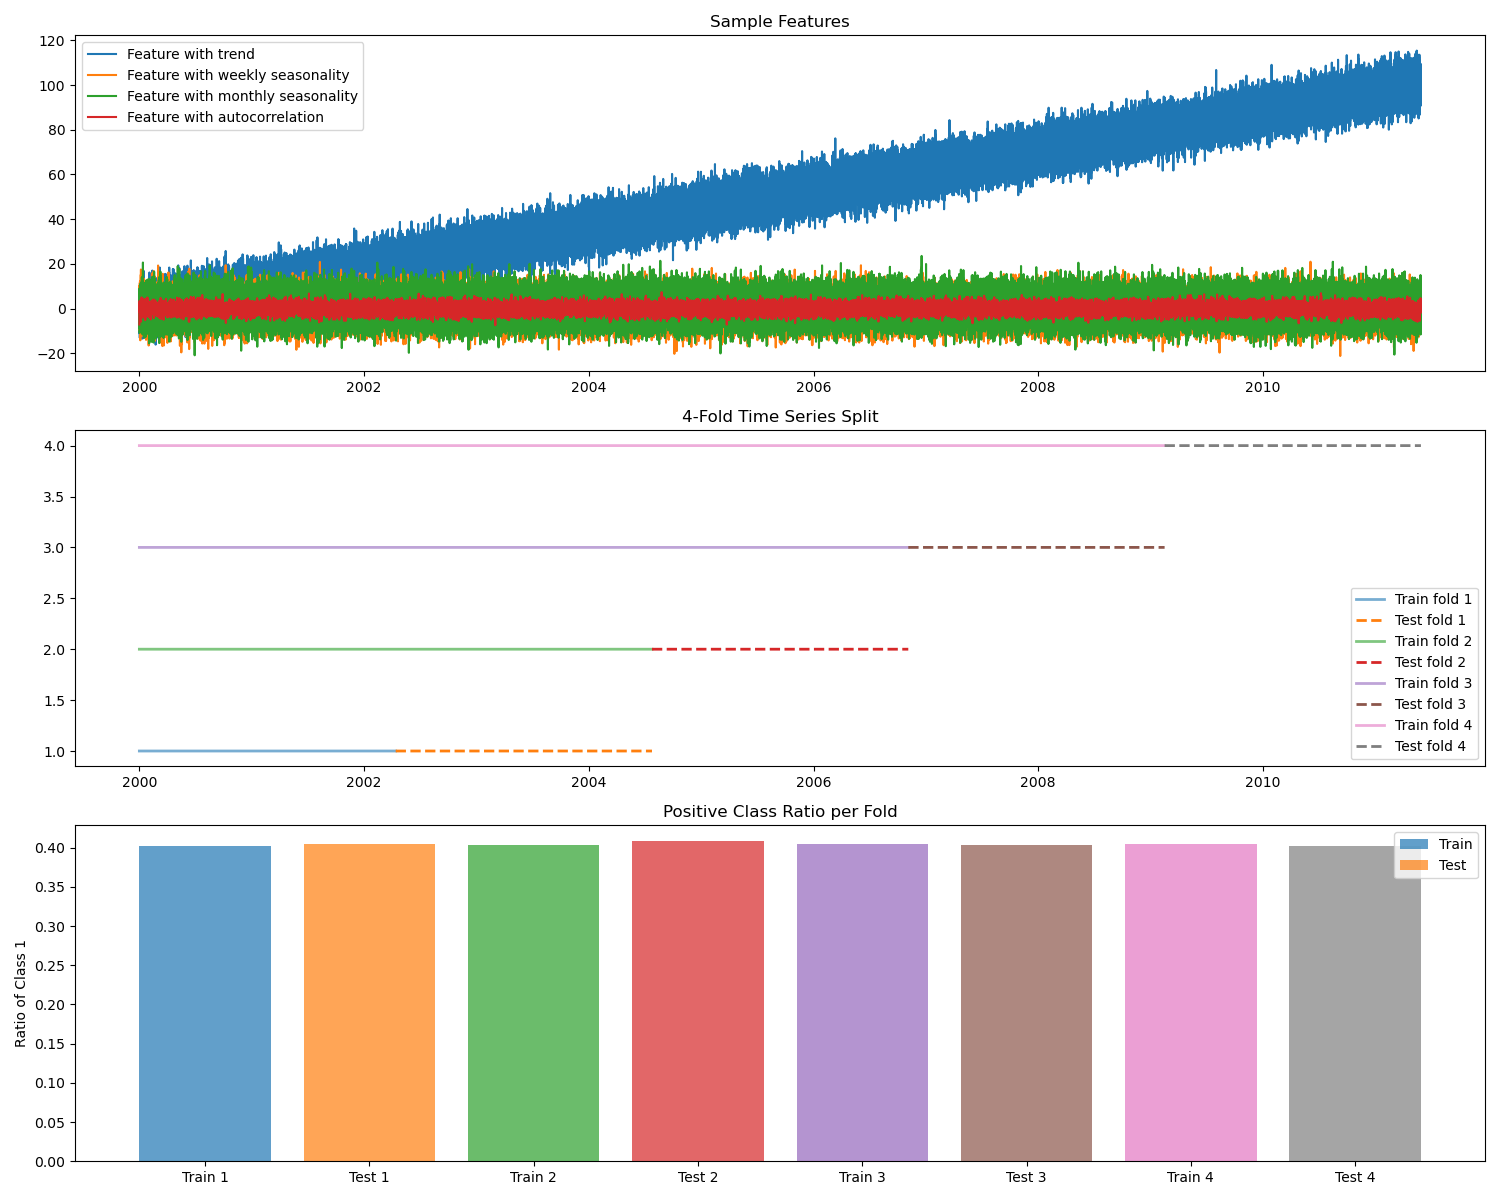 Sample Features
120
100
80
60
40
20
0
−20
Feature with trend
Feature with weekly seasonality
Feature with monthly seasonality
Feature with autocorrelation
2000 2002 2004 2006 2008 2010
4-Fold Time Series Split
4.0
3.5
3.0
2.5
2.0
1.5
1.0
Train fold 1
Test fold 1
Train fold 2
Test fold 2
Train fold 3
Test fold 3
Train fold 4
Test fold 4
2000 2002 2004 2006 2008 2010
Positive Class Ratio per Fold
Ratio of Class 1
0.40
0.35
0.30
0.25
0.20
0.15
0.10
0.05
0.00
Train
Test
Train 1 Test 1 Train 2 Test 2 Train 3 Test 3 Train 4 Test 4